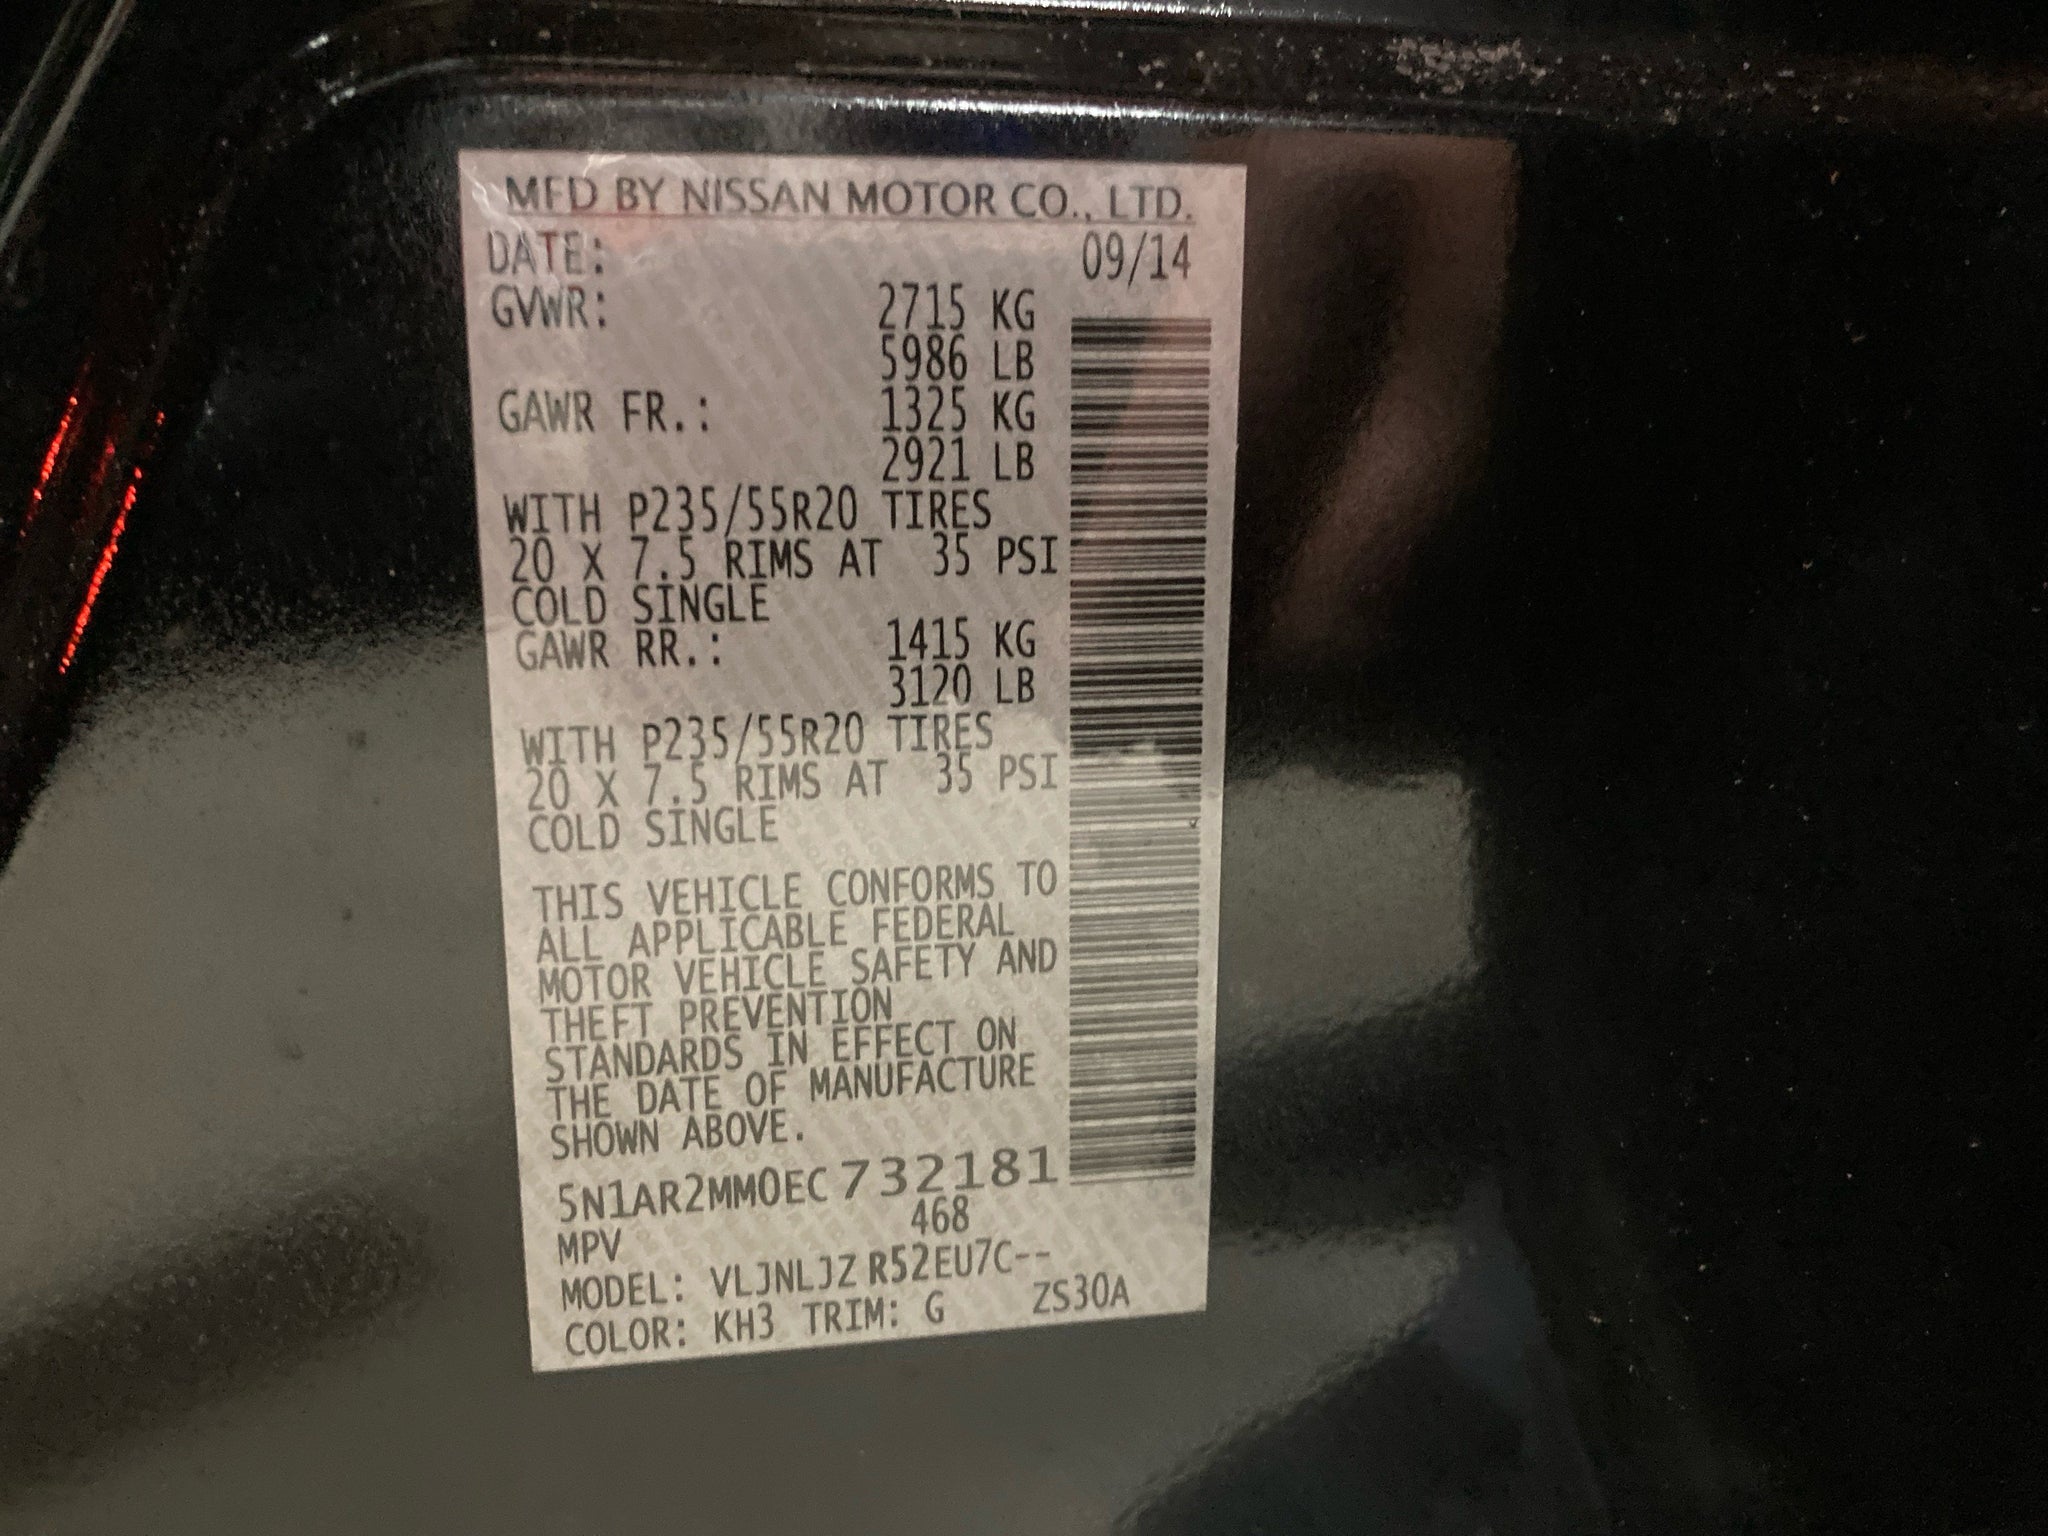 MFD BY NISSAN MOTOR CO., LTD.
DATE: 09/14
GVWR: 2715 KG
5986 LB
GAWR FR.: 1325 KG
2921 LB
WITH P235/55R20 TIRES
20 X 7.5 RIMS AT 35 PSI
COLD SINGLE
GAWR RR.: 1415 KG
3120 LB
WITH P235/55R20 TIRES
20 X 7.5 RIMS AT 35 PSI
COLD SINGLE
THIS VEHICLE CONFORMS TO
ALL APPLICABLE FEDERAL
MOTOR VEHICLE SAFETY AND
THEFT PREVENTION
STANDARDS IN EFFECT ON
THE DATE OF MANUFACTURE
SHOWN ABOVE.
5N1AR2MM0EC732181
MPV 468
MODEL: VLJNLJZ R52EU7C--
COLOR: KH3 TRIM: G ZS30A